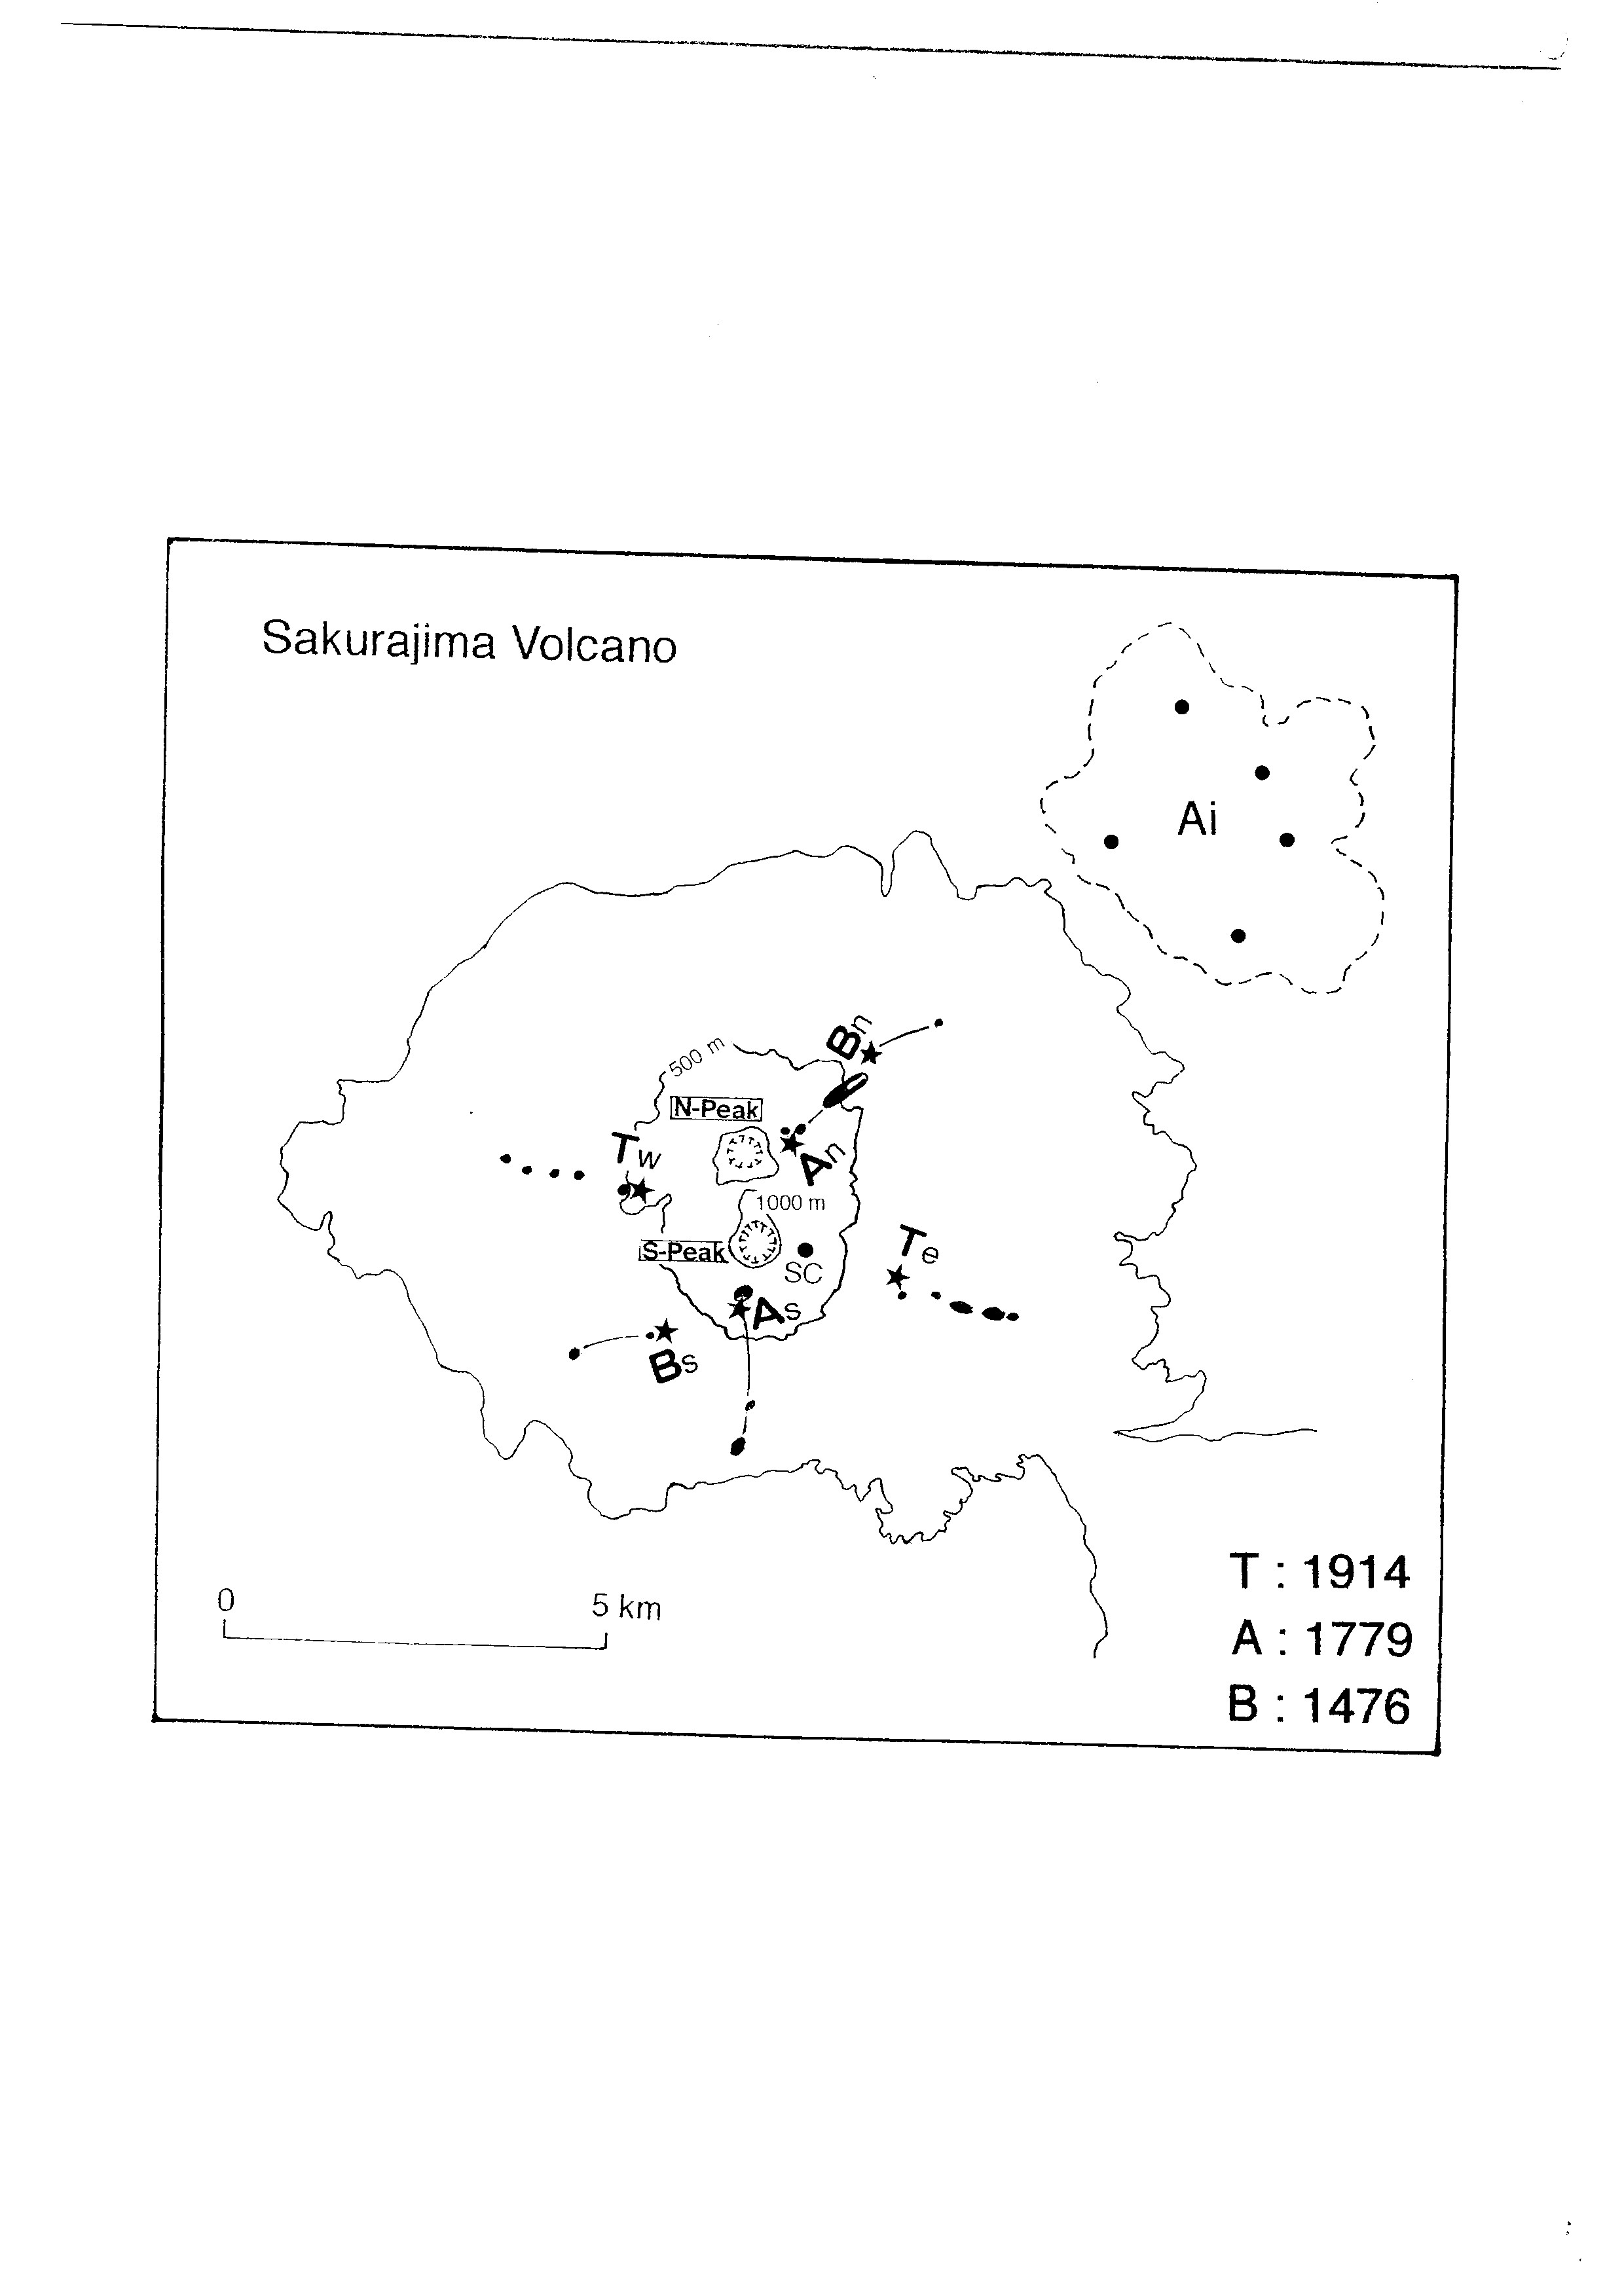 Sakurajima Volcano
Ai
Bn
500 m
N-Peak
Tw
An
1000 m
Te
S-Peak
SC
As
Bs
T : 1914
0
5 km
A : 1779
B : 1476